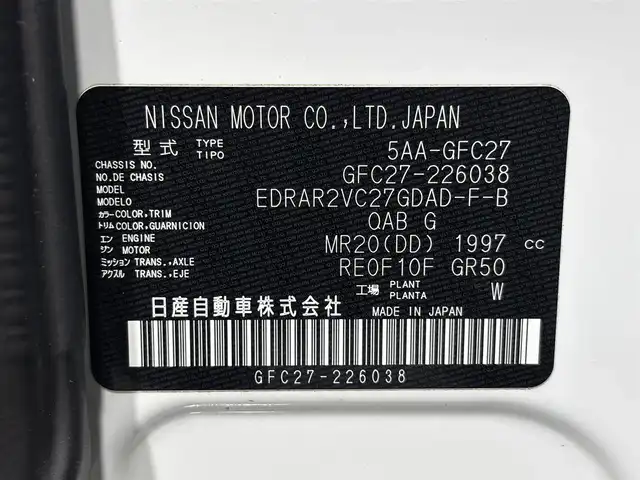 NISSAN MOTOR CO.,LTD.JAPAN
型式 TYPE TIPO 5AA-GFC27
CHASSIS NO. NO.DE CHASIS GFC27-226038
MODEL MODELO EDRAR2VC27GDAD-F-B
カラー COLOR,TRIM トリム COLOR,GUARNICION QAB G
エン ENGINE ジン MOTOR MR20(DD) 1997 CC
ミッション TRANS.,AXLE アクスル TRANS.,EJE RE0F10F GR50
工場 PLANT PLANTA W
日産自動車株式会社 MADE IN JAPAN
GFC27-226038